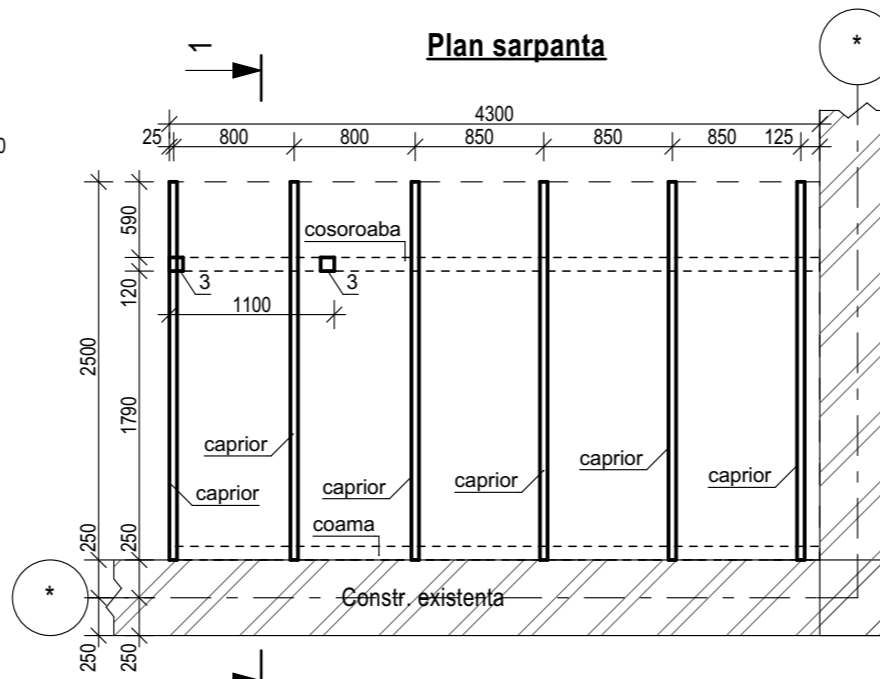 1
Plan sarpanta
*
4300
25 800 800 850 850 850 125
0
590
cosoroaba
120
3 3
1100
2500
1790
caprior
caprior
caprior
caprior
caprior
caprior
coama
250 250
*
Constr. existenta
250 250